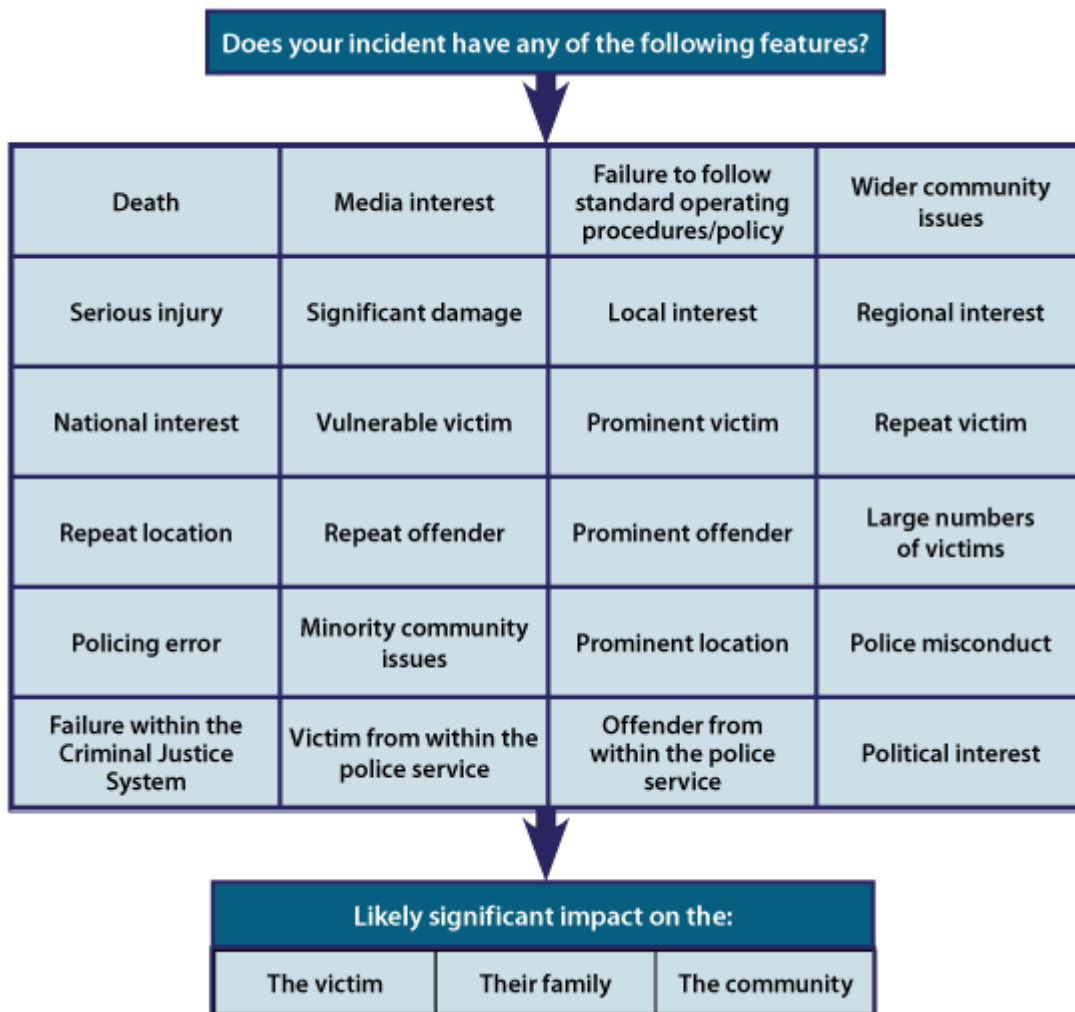 Does your incident have any of the following features?
Death
Media interest
Failure to follow
standard operating
procedures/policy
Wider community
issues
Serious injury
Significant damage
Local interest
Regional interest
National interest
Vulnerable victim
Prominent victim
Repeat victim
Repeat location
Repeat offender
Prominent offender
Large numbers
of victims
Policing error
Minority community
issues
Prominent location
Police misconduct
Failure within the
Criminal Justice
System
Victim from within the
police service
Offender from
within the police
service
Political interest
Likely significant impact on the:
The victim
Their family
The community